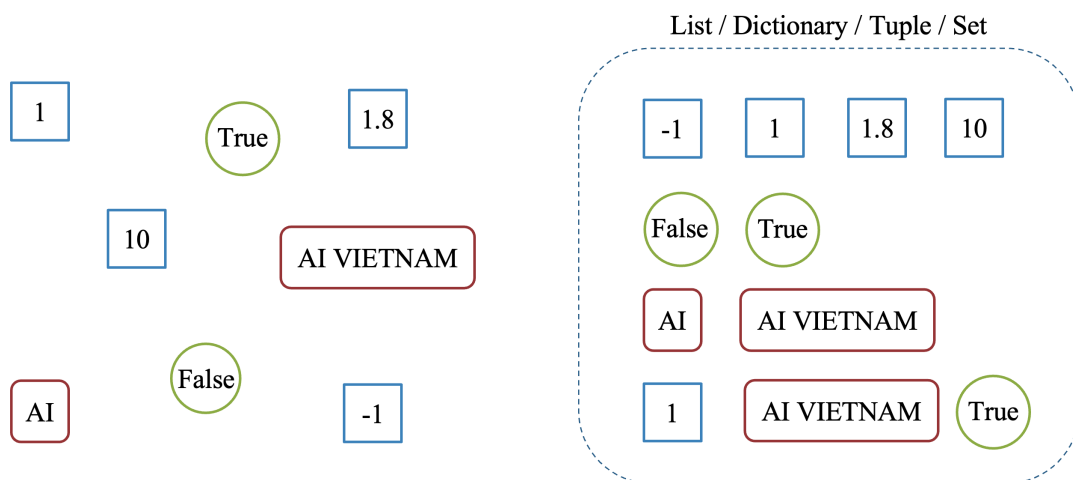 List / Dictionary / Tuple / Set
1
True
1.8
10
AI VIETNAM
False
AI
-1
-1 1 1.8 10
False True
AI AI VIETNAM
1 AI VIETNAM True